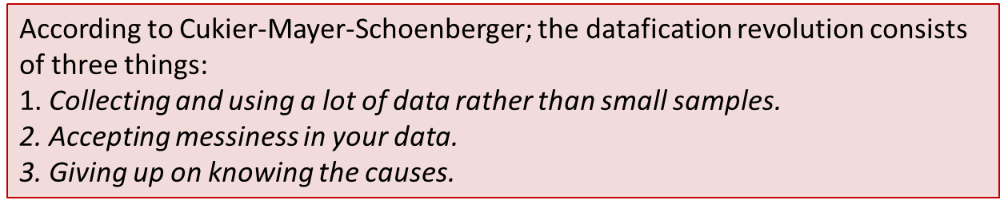 According to Cukier-Mayer-Schoenberger; the datafication revolution consists
of three things:
1. Collecting and using a lot of data rather than small samples.
2. Accepting messiness in your data.
3. Giving up on knowing the causes.